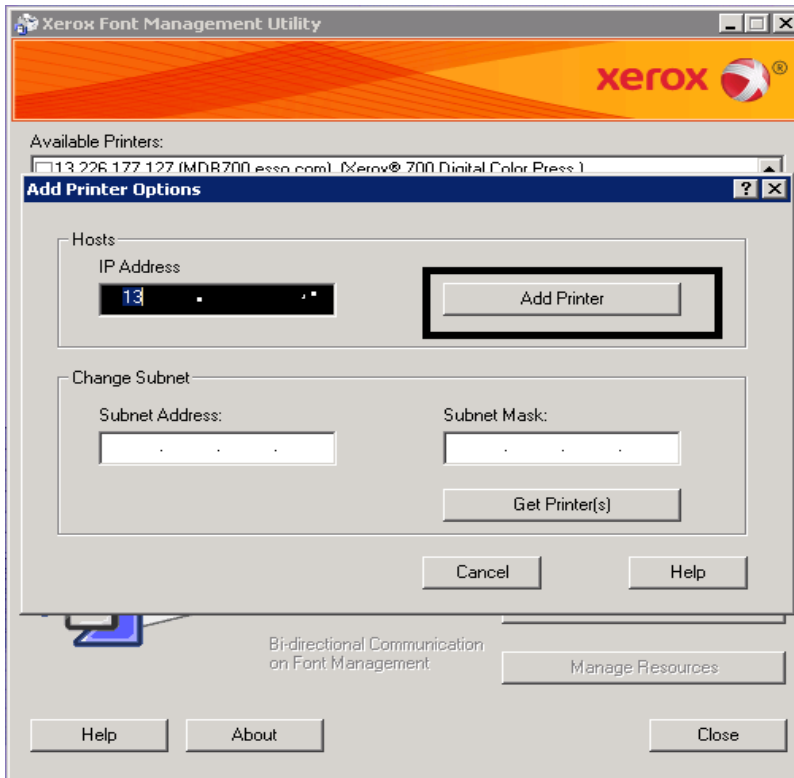 Xerox Font Management Utility
xerox ®
Available Printers:
13.226.177.127 (MDR700.esso.com) (Xerox® 700 Digital Color Press )
Add Printer Options
Hosts
IP Address
13
Add Printer
Change Subnet
Subnet Address:
Subnet Mask:
. . .
. . .
Get Printer(s)
Cancel
Help
Bi-directional Communication
on Font Management
Manage Resources
Help
About
Close